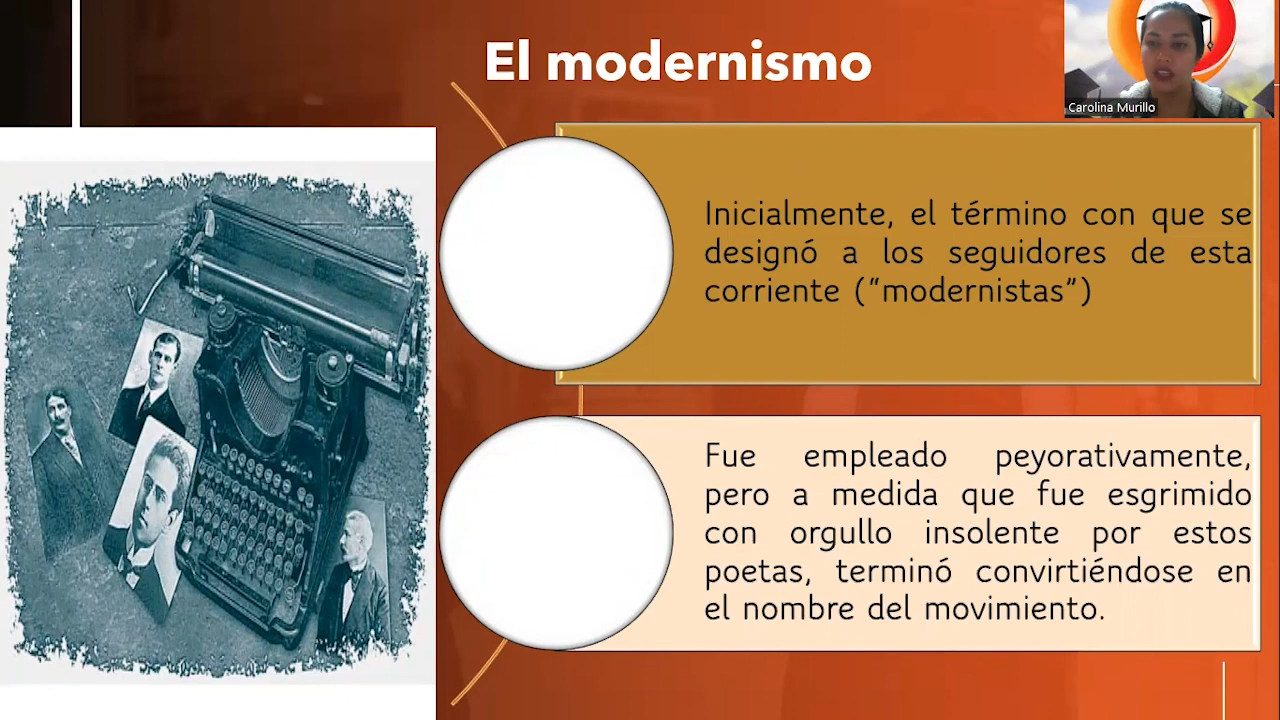 El modernismo
Carolina Murillo
Inicialmente, el término con que se
designó a los seguidores de esta
corriente (“modernistas”)
Fue empleado peyorativamente,
pero a medida que fue esgrimido
con orgullo insolente por estos
poetas, terminó convirtiéndose en
el nombre del movimiento.